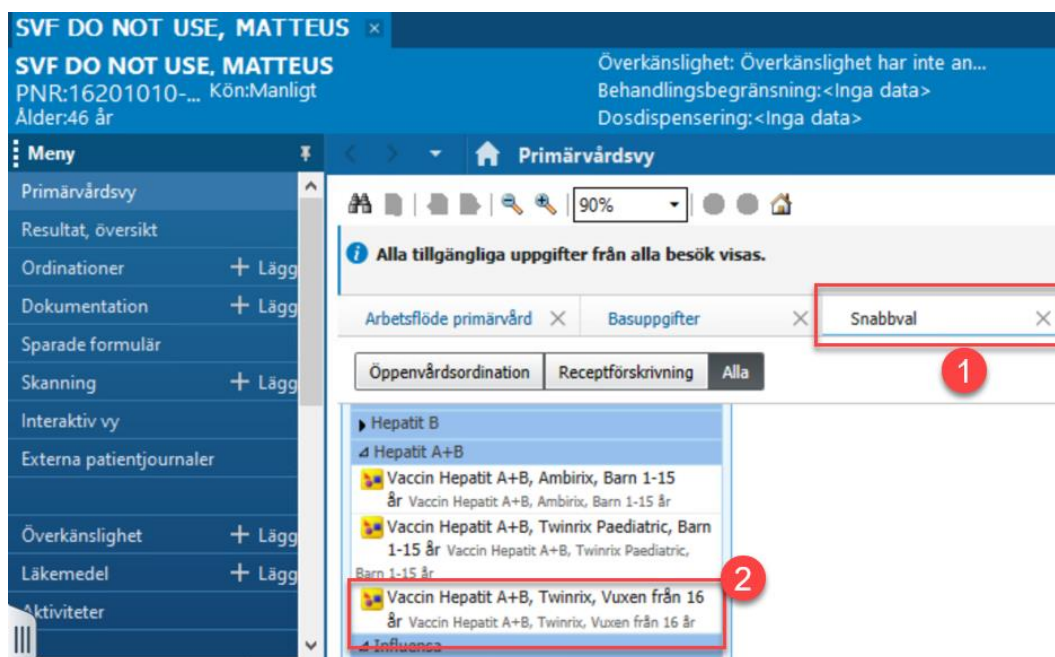 SVF DO NOT USE, MATTEUS
SVF DO NOT USE, MATTEUS
PNR:16201010-... Kön:Manligt
Ålder:46 år
Överkänslighet: Överkänslighet har inte an...
Behandlingsbegränsning:<Inga data>
Dosdispensering:<Inga data>
Meny
Primärvårdsvy
Primärvårdsvy
Resultat, översikt
Ordinationer + Lägg
Dokumentation + Lägg
Sparade formulär
Skanning + Lägg
Interaktiv vy
Externa patientjournaler
Överkänslighet + Lägg
Läkemedel + Lägg
Aktiviteter
90%
Alla tillgängliga uppgifter från alla besök visas.
Arbetsflöde primärvård
Basuppgifter
Snabbval
1
Öppenvårdsordination
Receptförskrivning
Alla
Hepatit B
Hepatit A+B
Vaccin Hepatit A+B, Ambirix, Barn 1-15
år Vaccin Hepatit A+B, Ambirix, Barn 1-15 år
Vaccin Hepatit A+B, Twinrix Paediatric, Barn
1-15 år Vaccin Hepatit A+B, Twinrix Paediatric,
Barn 1-15 år
2
Vaccin Hepatit A+B, Twinrix, Vuxen från 16
år Vaccin Hepatit A+B, Twinrix, Vuxen från 16 år
Influensa